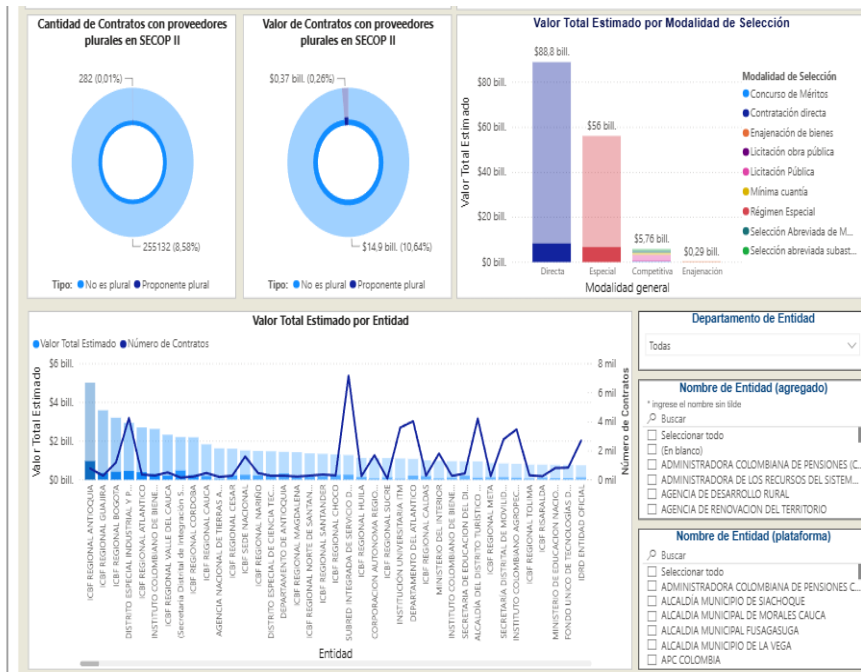 Cantidad de Contratos con proveedores
plurales en SECOP II
282 (0,01%)
255132 (8,58%)
Tipo: No es plural Proponente plural
Valor de Contratos con proveedores
plurales en SECOP II
$0,37 bill. (0,26%)
$14,9 bill. (10,64%)
Tipo: No es plural Proponente plural
Valor Total Estimado por Modalidad de Selección
Valor Total Estimado
$80 bill.
$60 bill.
$40 bill.
$20 bill.
$0 bill.
$88,8 bill.
$56 bill.
$5,76 bill.
$0,29 bill.
Directa
Especial
Competitiva
Enajenación
Modalidad general
Modalidad de Selección
Concurso de Méritos
Contratación directa
Enajenación de bienes
Licitación obra pública
Licitación Pública
Mínima cuantía
Régimen Especial
Selección Abreviada de M...
Selección abreviada subast...
Valor Total Estimado por Entidad
Valor Total Estimado Número de Contratos
Valor Total Estimado
$6 bill.
$4 bill.
$2 bill.
$0 bill.
8 mil
6 mil
4 mil
2 mil
0 mil
Número de Contratos
ICBF REGIONAL ANTIOQUIA
ICBF REGIONAL GUAJIRA
ICBF REGIONAL BOGOTA
DISTRITO ESPECIAL INDUSTRIAL Y P...
ICBF REGIONAL ATLANTICO
INSTITUTO COLOMBIANO DE BIENE...
ICBF REGIONAL VALLE DEL CAUCA
(Secretaria Distrital de Integración S...
ICBF REGIONAL CORDOBA
ICBF REGIONAL CAUCA
AGENCIA NACIONAL DE TIERRAS A...
ICBF REGIONAL CESAR
ICBF SEDE NACIONAL
ICBF REGIONAL NARIÑO
DISTRITO ESPECIAL DE CIENCIA TEC...
DEPARTAMENTO DE ANTIOQUIA
ICBF REGIONAL MAGDALENA
ICBF REGIONAL NORTE DE SANTAN...
ICBF REGIONAL SANTANDER
ICBF REGIONAL CHOCO
SUBRED INTEGRADA DE SERVICIO D...
ICBF REGIONAL HUILA
CORPORACION AUTONOMA REGIO...
ICBF REGIONAL SUCRE
INSTITUCIÓN UNIVERSITARIA ITM
DEPARTAMENTO DEL ATLANTICO
ICBF REGIONAL CALDAS
MINISTERIO DEL INTERIOR
INSTITUTO COLOMBIANO DE BIENE...
SECRETARIA DE EDUCACION DEL DI...
ALCALDÍA DEL DISTRITO TURÍSTICO ...
ICBF REGIONAL META
SECRETARÍA DISTRITAL DE MOVILID...
INSTITUTO COLOMBIANO AGROPEC...
ICBF REGIONAL TOLIMA
ICBF RISARALDA
MINISTERIO DE EDUCACION NACIO...
FONDO UNICO DE TECNOLOGÍAS D...
IDRD ENTIDAD OFICIAL
Entidad
Departamento de Entidad
Todas
Nombre de Entidad (agregado)
* ingrese el nombre sin tilde
Buscar
Seleccionar todo
(En blanco)
ADMINISTRADORA COLOMBIANA DE PENSIONES (C...
ADMINISTRADORA DE LOS RECURSOS DEL SISTEM...
AGENCIA DE DESARROLLO RURAL
AGENCIA DE RENOVACION DEL TERRITORIO
Nombre de Entidad (plataforma)
Buscar
Seleccionar todo
ADMINISTRADORA COLOMBIANA DE PENSIONES C...
ALCALDÍA MUNICIPIO DE SIACHOQUE
ALCALDIA MUNICIPAL DE MORALES CAUCA
ALCALDIA MUNICIPAL FUSAGASUGA
ALCALDIA MUNICIPIO DE LA VEGA
APC COLOMBIA